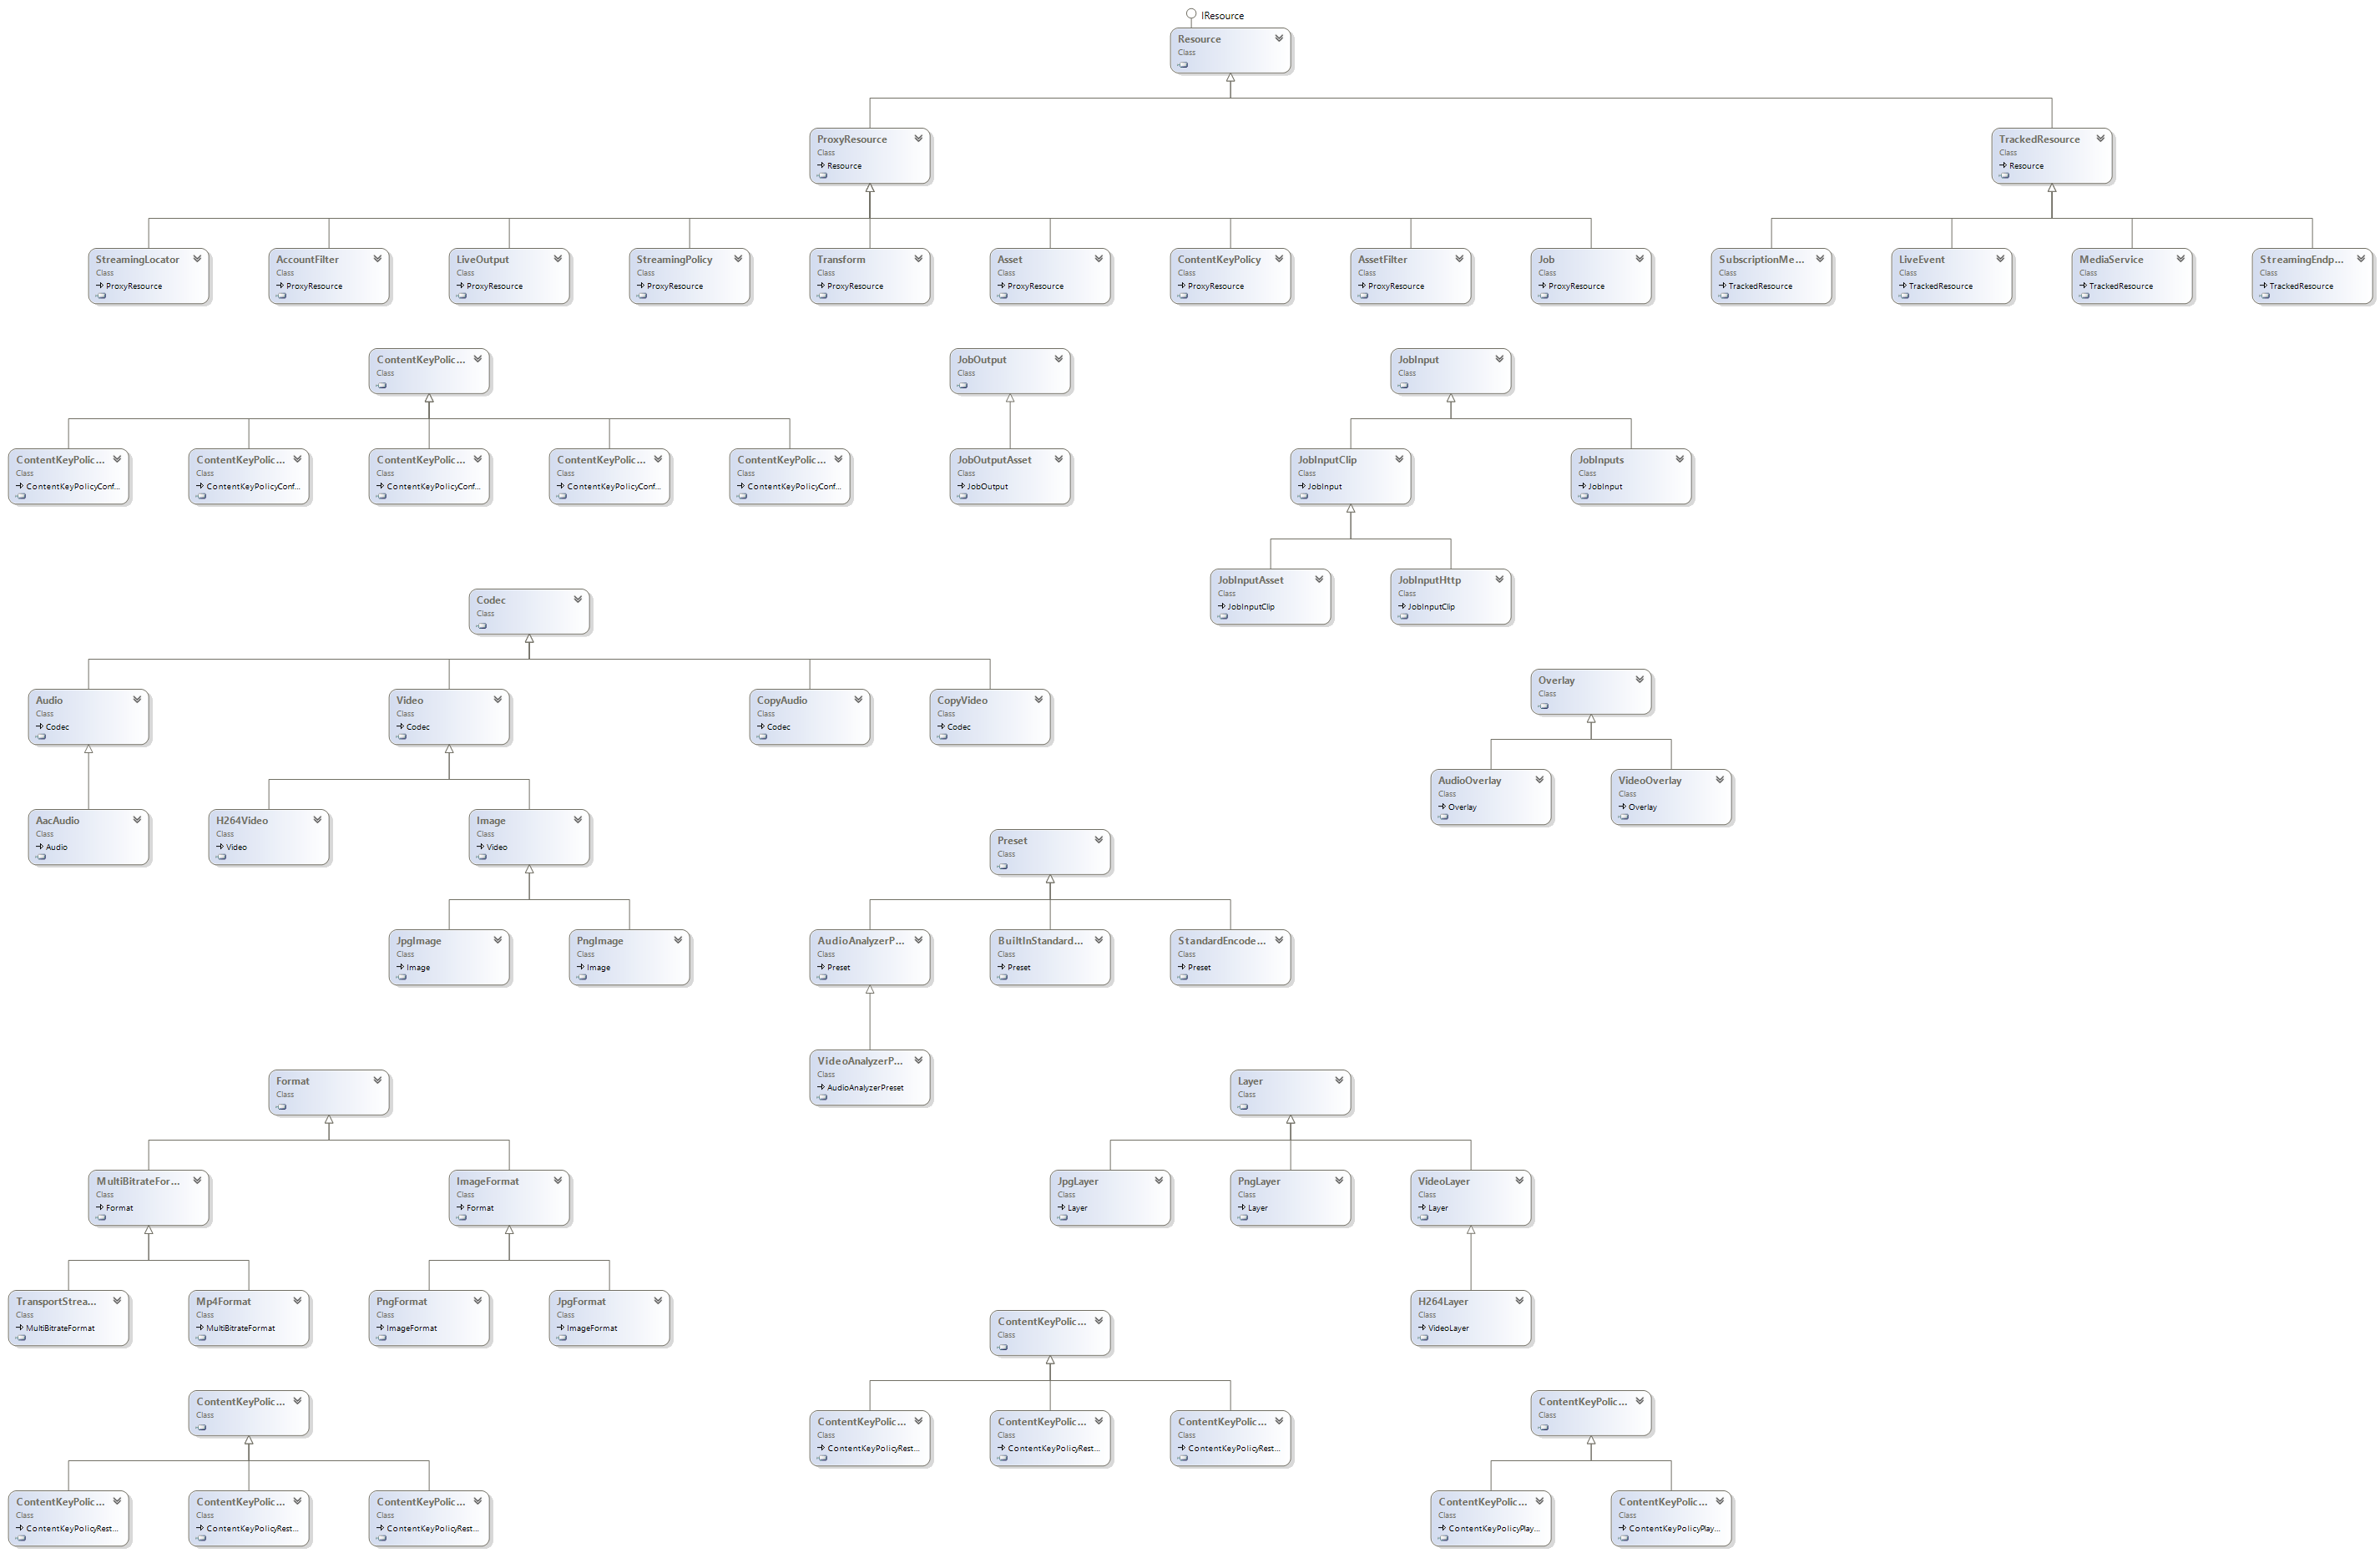 IResource
Resource
Class
ProxyResource
Class
Resource
TrackedResource
Class
Resource
StreamingLocator
Class
ProxyResource
AccountFilter
Class
ProxyResource
LiveOutput
Class
ProxyResource
StreamingPolicy
Class
ProxyResource
Transform
Class
ProxyResource
Asset
Class
ProxyResource
ContentKeyPolicy
Class
ProxyResource
AssetFilter
Class
ProxyResource
Job
Class
ProxyResource
SubscriptionMe...
Class
TrackedResource
LiveEvent
Class
TrackedResource
MediaService
Class
TrackedResource
StreamingEndp...
Class
TrackedResource
ContentKeyPolic...
Class
JobOutput
Class
JobInput
Class
ContentKeyPolic...
Class
ContentKeyPolicyConf...
ContentKeyPolic...
Class
ContentKeyPolicyConf...
ContentKeyPolic...
Class
ContentKeyPolicyConf...
ContentKeyPolic...
Class
ContentKeyPolicyConf...
ContentKeyPolic...
Class
ContentKeyPolicyConf...
JobOutputAsset
Class
JobOutput
JobInputClip
Class
JobInput
JobInputs
Class
JobInput
JobInputAsset
Class
JobInputClip
JobInputHttp
Class
JobInputClip
Codec
Class
Audio
Class
Codec
Video
Class
Codec
CopyAudio
Class
Codec
CopyVideo
Class
Codec
Overlay
Class
AudioOverlay
Class
Overlay
VideoOverlay
Class
Overlay
AacAudio
Class
Audio
H264Video
Class
Video
Image
Class
Video
Preset
Class
JpgImage
Class
Image
PngImage
Class
Image
AudioAnalyzerP...
Class
Preset
BuiltInStandard...
Class
Preset
StandardEncode...
Class
Preset
VideoAnalyzerP...
Class
AudioAnalyzerPreset
Format
Class
Layer
Class
MultiBitrateFor...
Class
Format
ImageFormat
Class
Format
JpgLayer
Class
Layer
PngLayer
Class
Layer
VideoLayer
Class
Layer
TransportStrea...
Class
MultiBitrateFormat
Mp4Format
Class
MultiBitrateFormat
PngFormat
Class
ImageFormat
JpgFormat
Class
ImageFormat
H264Layer
Class
VideoLayer
ContentKeyPolic...
Class
ContentKeyPolic...
Class
ContentKeyPolic...
Class
ContentKeyPolic...
Class
ContentKeyPolicyRest...
ContentKeyPolic...
Class
ContentKeyPolicyRest...
ContentKeyPolic...
Class
ContentKeyPolicyRest...
ContentKeyPolic...
Class
ContentKeyPolicyRest...
ContentKeyPolic...
Class
ContentKeyPolicyRest...
ContentKeyPolic...
Class
ContentKeyPolicyRest...
ContentKeyPolic...
Class
ContentKeyPolicyPlay...
ContentKeyPolic...
Class
ContentKeyPolicyPlay...